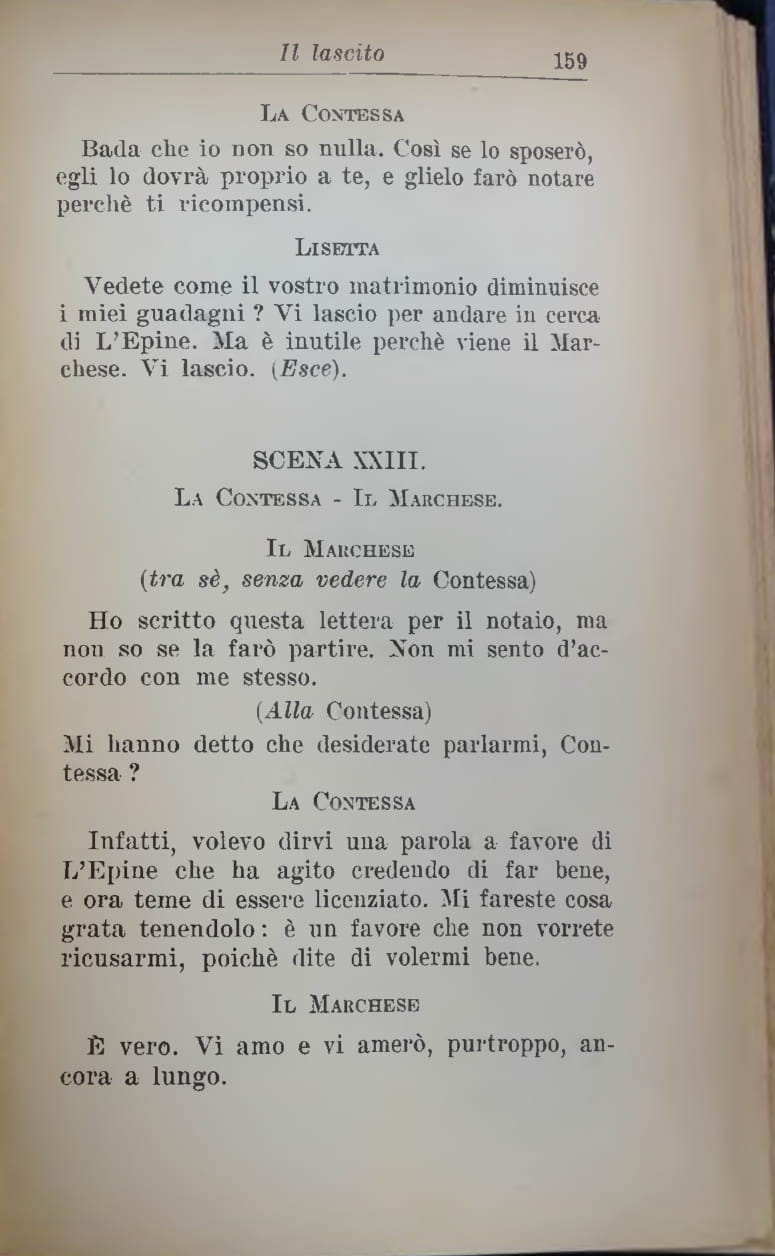 Il lascito 159
La Contessa
Bada che io non so nulla. Così se lo sposerò,
egli lo dovrà proprio a te, e glielo farò notare
perchè ti ricompensi.
Lisetta
Vedete come il vostro matrimonio diminuisce
i miei guadagni ? Vi lascio per andare in cerca
di L'Epine. Ma è inutile perchè viene il Mar-
chese. Vi lascio. (Esce).
SCENA XXIII.
La Contessa - Il Marchese.
Il Marchese
(tra sè, senza vedere la Contessa)
Ho scritto questa lettera per il notaio, ma
non so se la farò partire. Non mi sento d'ac-
cordo con me stesso.
(Alla Contessa)
Mi hanno detto che desiderate parlarmi, Con-
tessa ?
La Contessa
Infatti, volevo dirvi una parola a favore di
L'Epine che ha agito credendo di far bene,
e ora teme di essere licenziato. Mi fareste cosa
grata tenendolo : è un favore che non vorrete
ricusarmi, poichè dite di volermi bene.
Il Marchese
È vero. Vi amo e vi amerò, purtroppo, an-
cora a lungo.